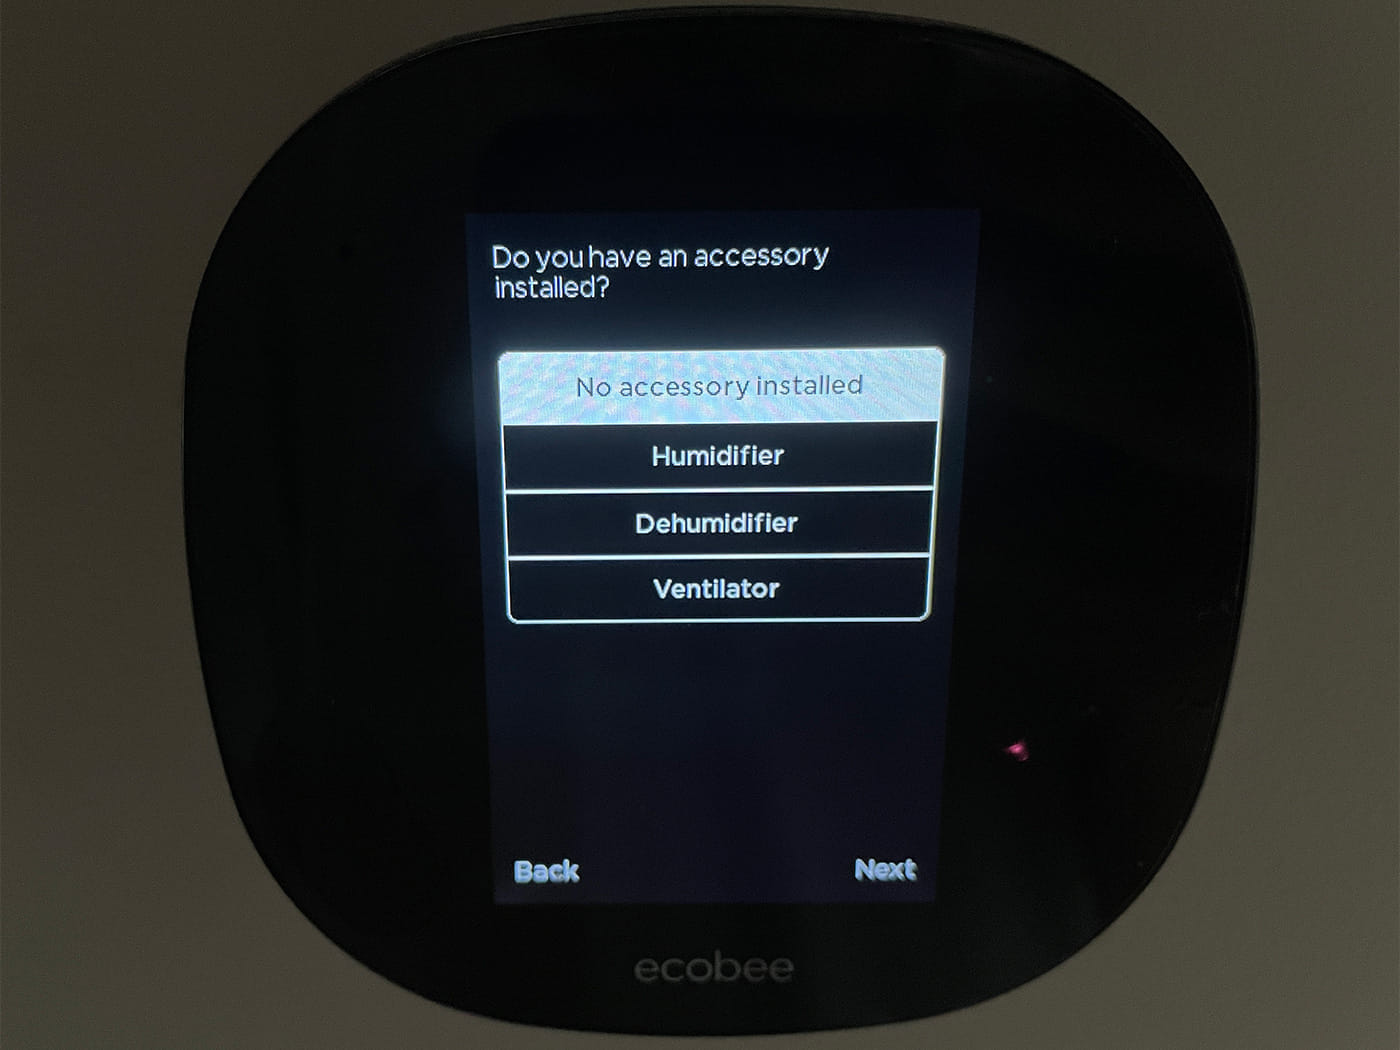 Do you have an accessory
installed?
No accessory installed
Humidifier
Dehumidifier
Ventilator
Back
Next
ecobee